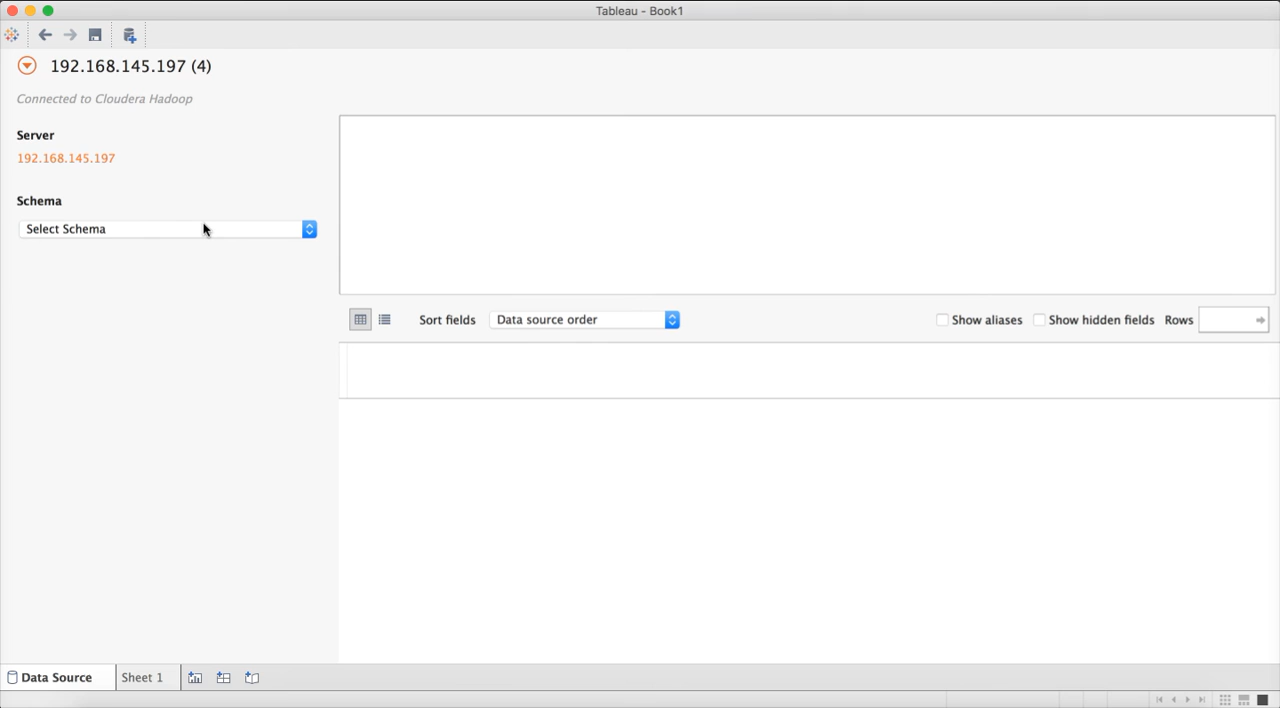 Tableau - Book1
192.168.145.197 (4)
Connected to Cloudera Hadoop
Server
192.168.145.197
Schema
Select Schema
Sort fields Data source order Show aliases Show hidden fields Rows
Data Source Sheet 1